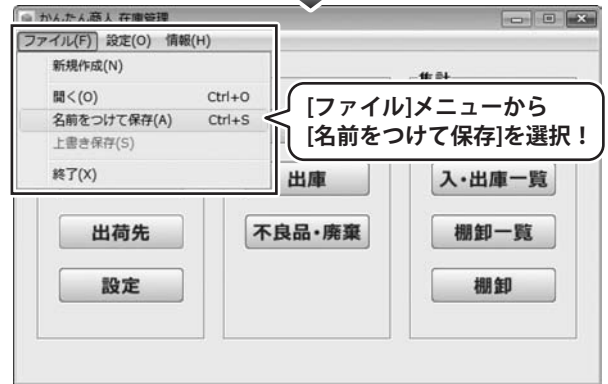 かんたん商人 在庫管理
ファイル(F) 設定(O) 情報(H)
新規作成(N)
開く(O) Ctrl+O
名前をつけて保存(A) Ctrl+S
上書き保存(S)
終了(X)
[ファイル]メニューから
[名前をつけて保存]を選択！
集計
出庫
入・出庫一覧
出荷先
不良品・廃棄
棚卸一覧
設定
棚卸